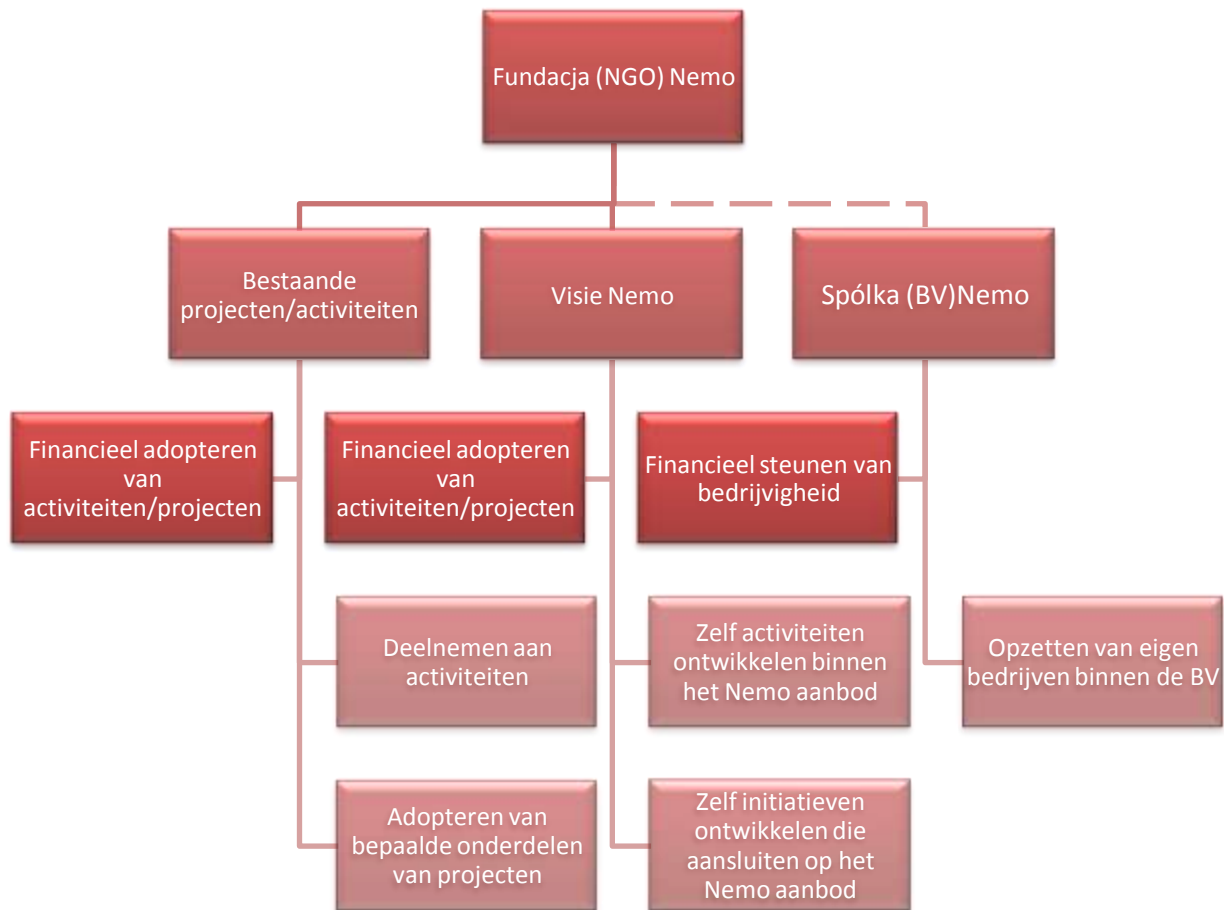 Fundacja (NGO) Nemo
Bestaande
projecten/activiteiten
Visie Nemo
Spólka (BV)Nemo
Financieel adopteren
van
activiteiten/projecten
Financieel adopteren
van
activiteiten/projecten
Financieel steunen van
bedrijvigheid
Deelnemen aan
activiteiten
Zelf activiteiten
ontwikkelen binnen
het Nemo aanbod
Opzetten van eigen
bedrijven binnen de BV
Adopteren van
bepaalde onderdelen
van projecten
Zelf initiatieven
ontwikkelen die
aansluiten op het
Nemo aanbod